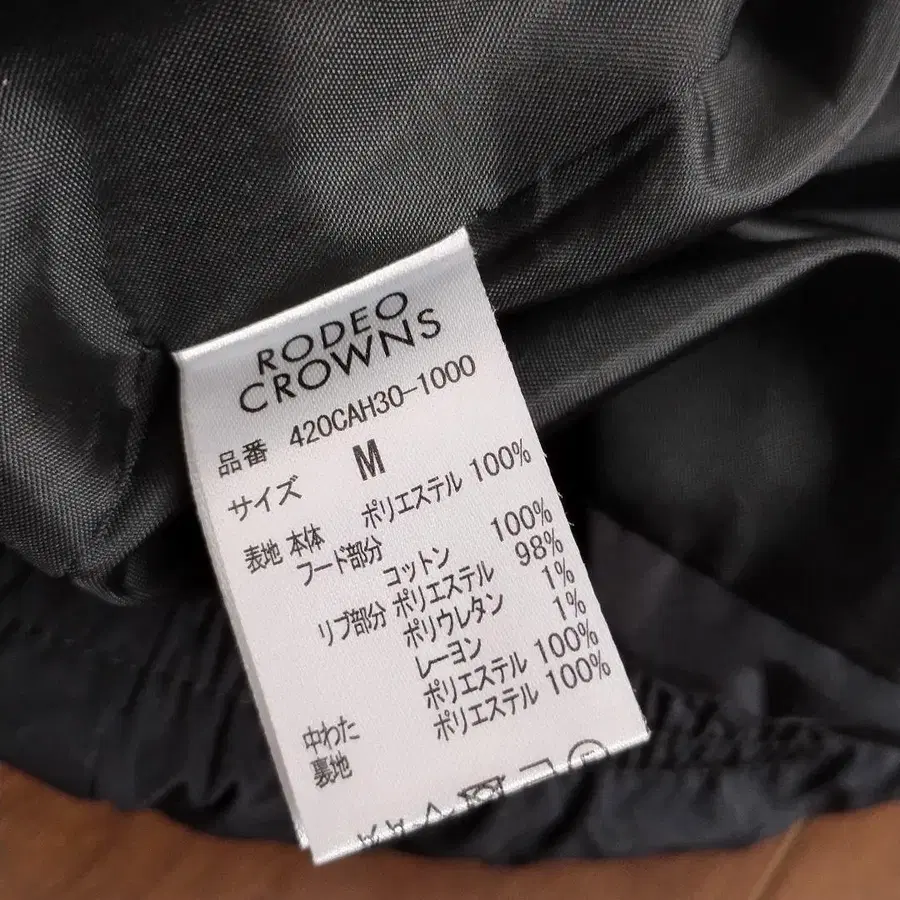 RODEO
CROWNS
品番 420CAH30-1000
サイズ M
表地 本体 ポリエステル 100%
フード部分
コットン 100%
リブ部分 ポリエステル 98%
ポリウレタン 1%
レーヨン 1%
中わた ポリエステル 100%
裏地 ポリエステル 100%